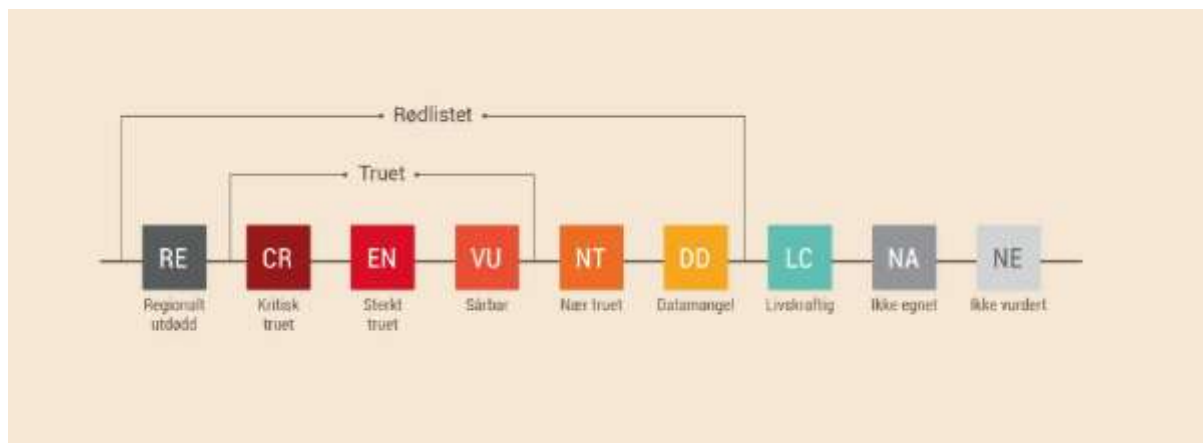 Rødlistet
Truet
RE
CR
EN
VU
NT
DD
LC
NA
NE
Regionalt
utdødd
Kritisk
truet
Sterkt
truet
Sårbar
Nær truet
Datamangel
Livskraftig
Ikke egnet
Ikke vurdert